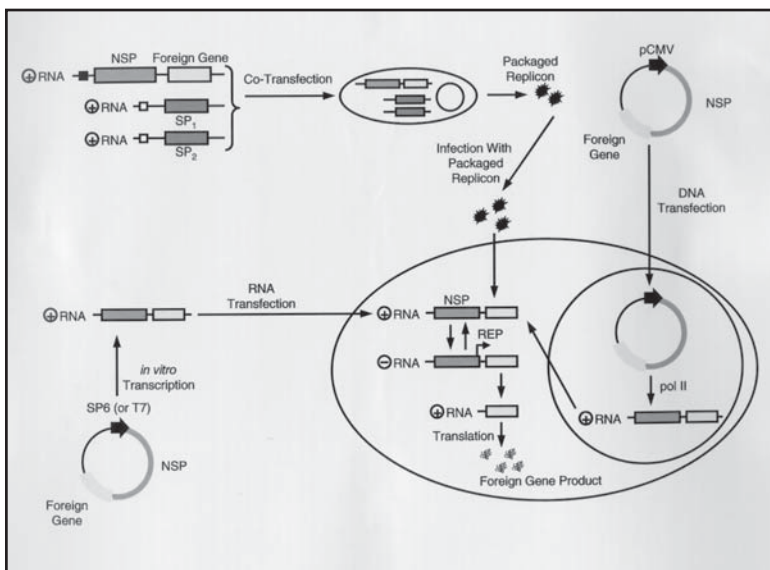 NSP Foreign Gene
⊕RNA
Co-Transfection
⊕ RNA
SP1
⊕ RNA
SP2
Packaged
Replicon
pCMV
NSP
Foreign
Gene
Infection With
Packaged
Replicon
DNA
Transfection
RNA
Transfection
⊕RNA
NSP
⊕ RNA
REP
⊖ RNA
pol II
⊕ RNA
⊕RNA
Translation
Foreign Gene Product
in vitro
Transcription
SP6 (or T7)
NSP
Foreign
Gene